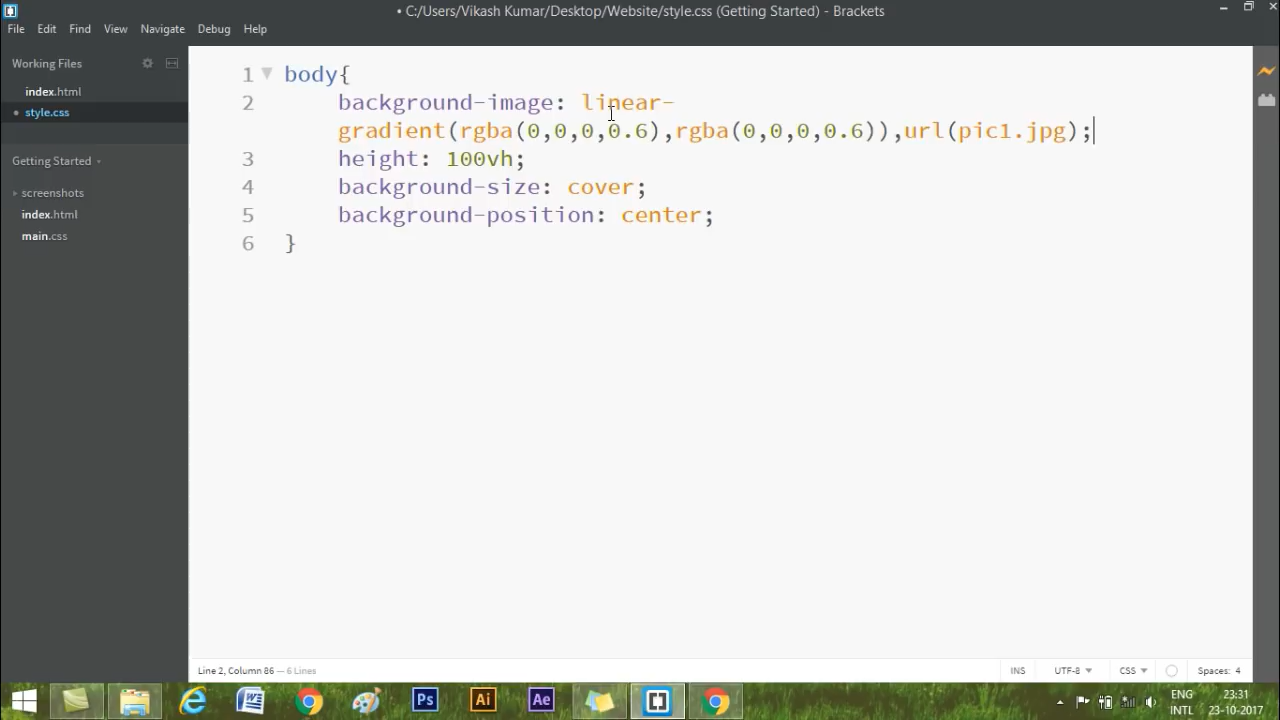 • C:/Users/Vikash Kumar/Desktop/Website/style.css (Getting Started) - Brackets
File Edit Find View Navigate Debug Help
Working Files
index.html
• style.css
Getting Started
screenshots
index.html
main.css
1 body{
2 background-image: linear-
gradient(rgba(0,0,0,0.6),rgba(0,0,0,0.6)),url(pic1.jpg);
3 height: 100vh;
4 background-size: cover;
5 background-position: center;
6 }
Line 2, Column 86 — 6 Lines
INS UTF-8 CSS Spaces: 4
Ps Ai Ae
ENG 23:31
INTL 23-10-2017